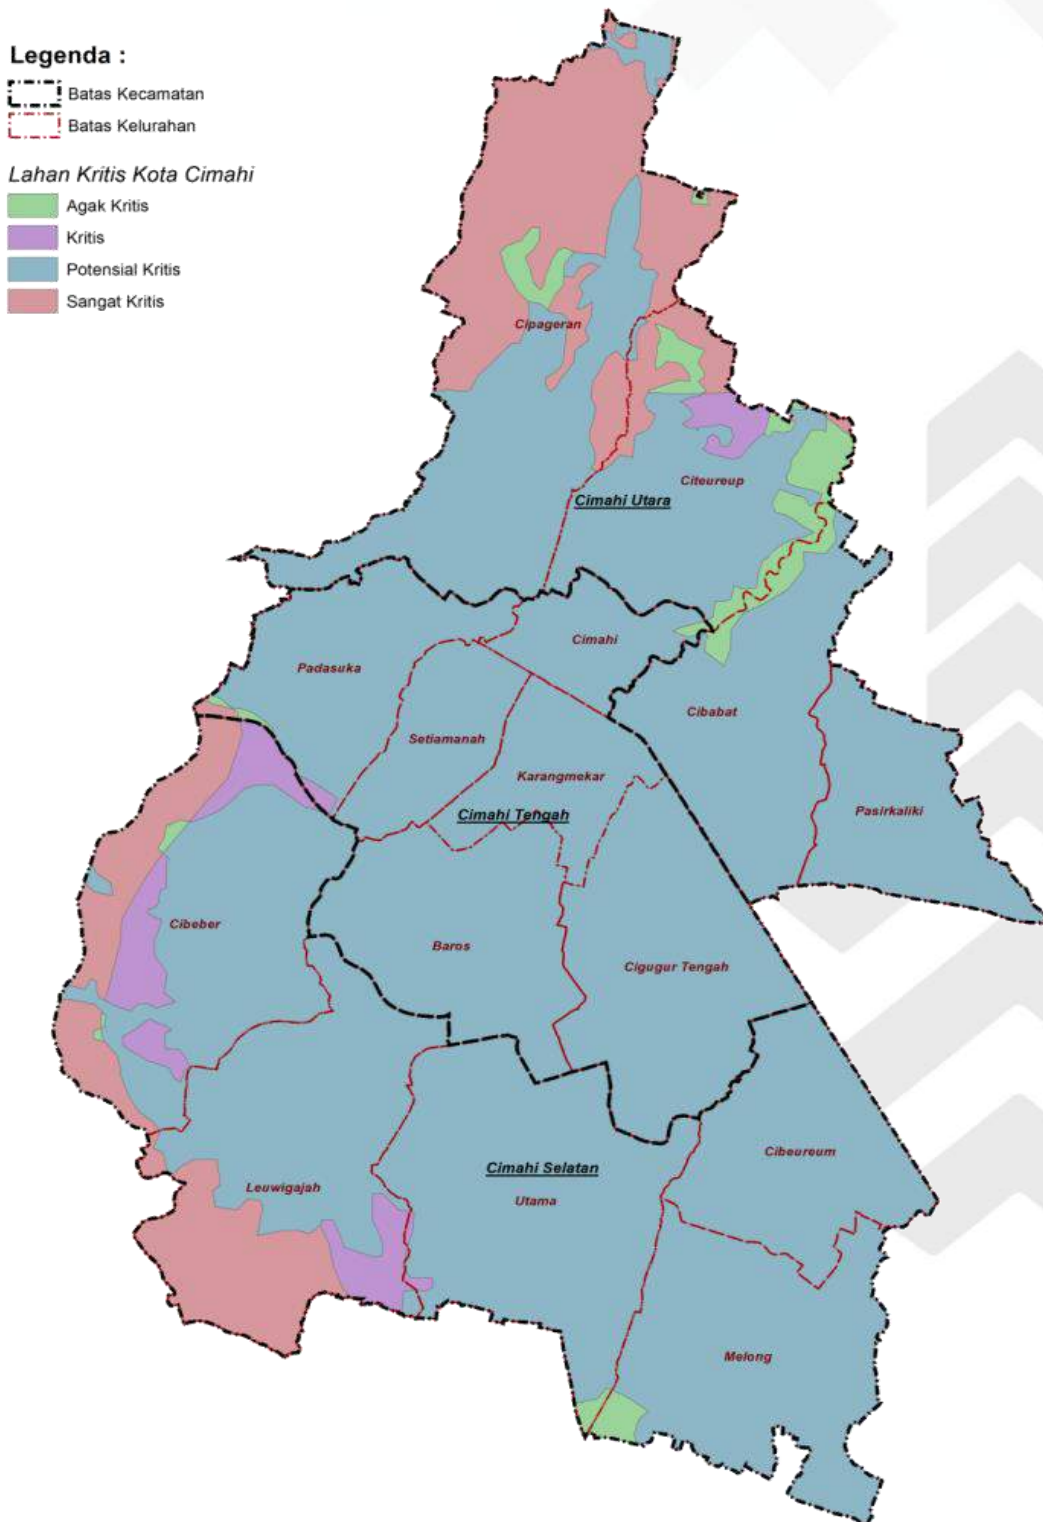 Legenda :
Batas Kecamatan
Batas Kelurahan
Lahan Kritis Kota Cimahi
Agak Kritis
Kritis
Potensial Kritis
Sangat Kritis
Cipageran
Citeureup
Cimahi Utara
Cimahi
Padasuka
Cibabat
Setiamanah
Karangmekar
Cimahi Tengah
Pasirkaliki
Cibeber
Baros
Cigugur Tengah
Cibeureum
Cimahi Selatan
Leuwigajah
Utama
Melong